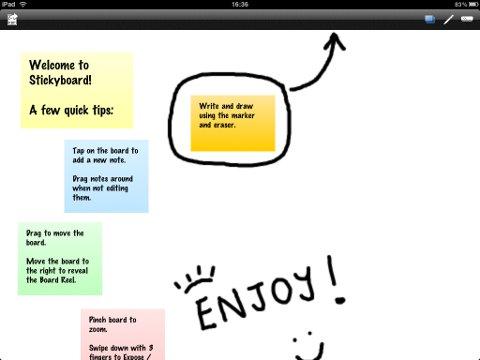 iPad
16:36
83%
Welcome to
Stickyboard!
A few quick tips:
Write and draw
using the marker
and eraser.
Tap on the board to
add a new note.
Drag notes around
when not editing
them.
Drag to move the
board.
Move the board to
the right to reveal
the Board Reel.
ENJOY!
Pinch board to
zoom.
Swipe down with 3
fingers to Expose /